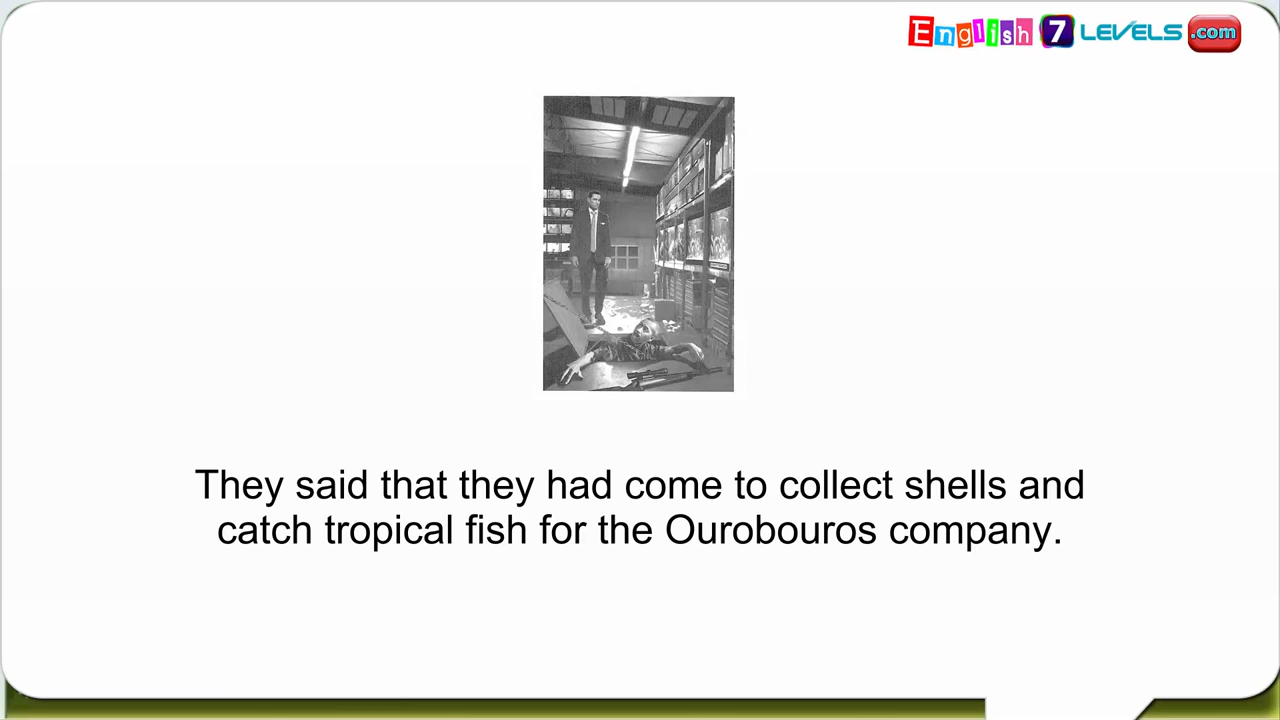 English 7 LEVELS .com
They said that they had come to collect shells and
catch tropical fish for the Ourobouros company.